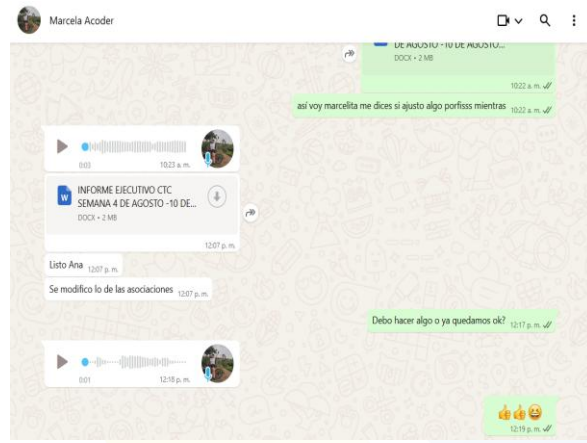 Marcela Acoder
DE AGOSTO -10 DE AGOSTO...
DOCX • 2 MB
10:22 a. m.
así voy marcelita me dices si ajusto algo porfisss mientras 10:22 a. m.
0:03 10:23 a. m.
W INFORME EJECUTIVO CTC
SEMANA 4 DE AGOSTO -10 DE...
DOCX • 2 MB
12:07 p. m.
Listo Ana 12:07 p. m.
Se modifico lo de las asociaciones 12:07 p. m.
Debo hacer algo o ya quedamos ok? 12:17 p. m.
0:01 12:18 p. m.
12:19 p. m.